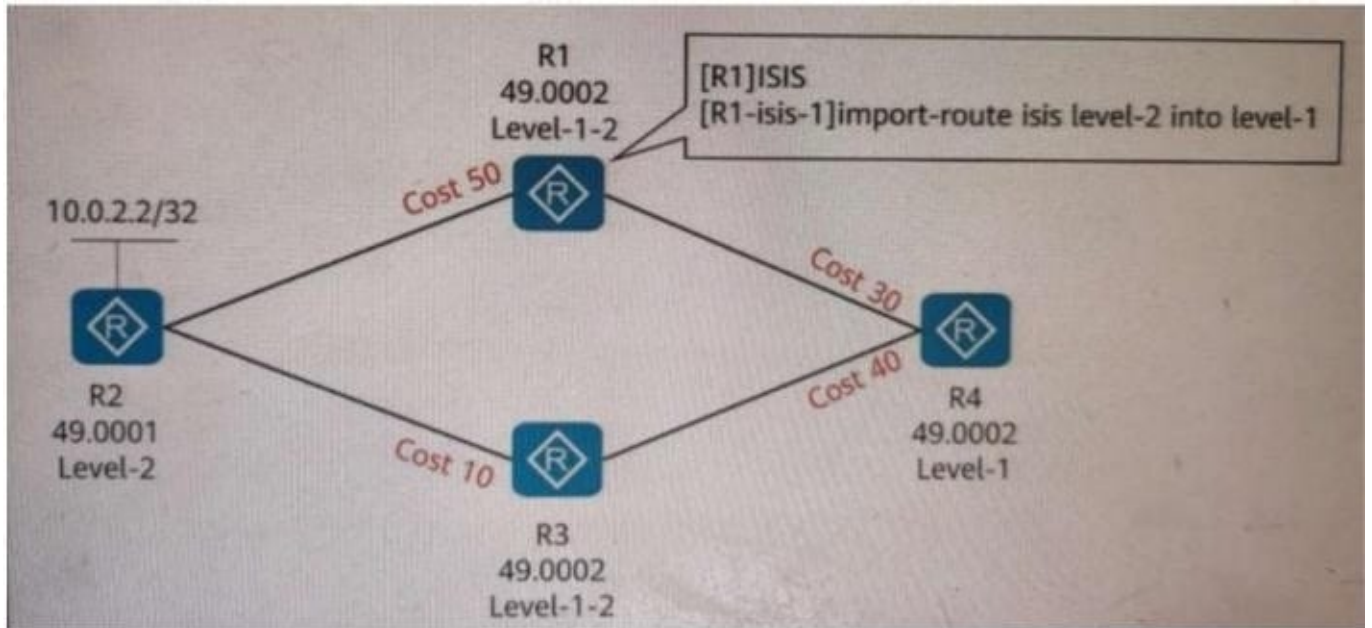 R1
49.0002
Level-1-2
[R1]ISIS
[R1-isis-1]import-route isis level-2 into level-1
Cost 50
10.0.2.2/32
R
Cost 30
R
R
R2
49.0001
Level-2
Cost 10
R
Cost 40
R4
49.0002
Level-1
R3
49.0002
Level-1-2